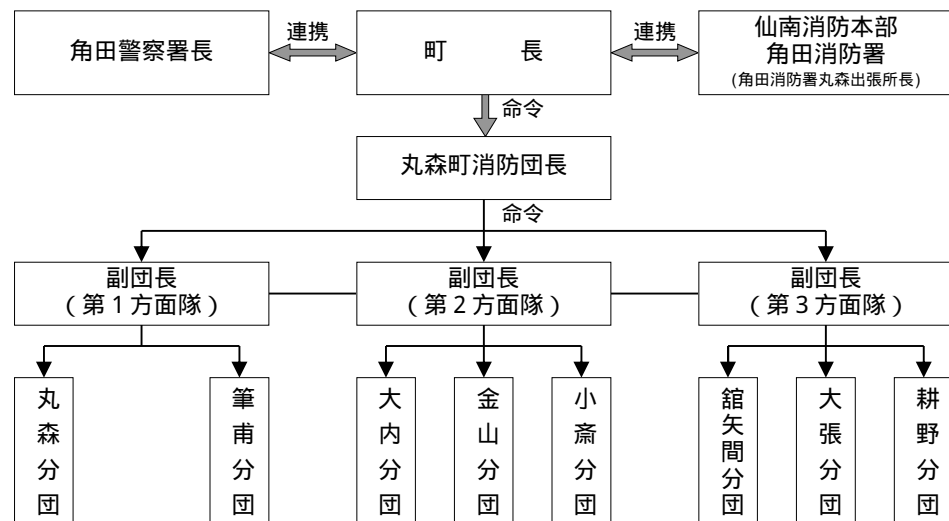 角田警察署長
連携
町　　　長
連携
仙南消防本部
角田消防署
(角田消防署丸森出張所長)
命令
丸森町消防団長
命令
副団長
(第1方面隊)
副団長
(第2方面隊)
副団長
(第3方面隊)
丸森分団
筆甫分団
大内分団
金山分団
小斎分団
舘矢間分団
大張分団
耕野分団